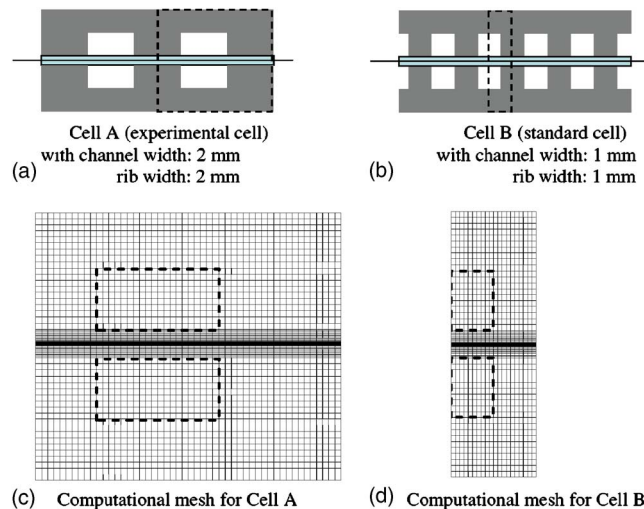 Cell A (experimental cell)
with channel width: 2 mm
rib width: 2 mm
(a)
Cell B (standard cell)
with channel width: 1 mm
rib width: 1 mm
(b)
(c) Computational mesh for Cell A
(d) Computational mesh for Cell B